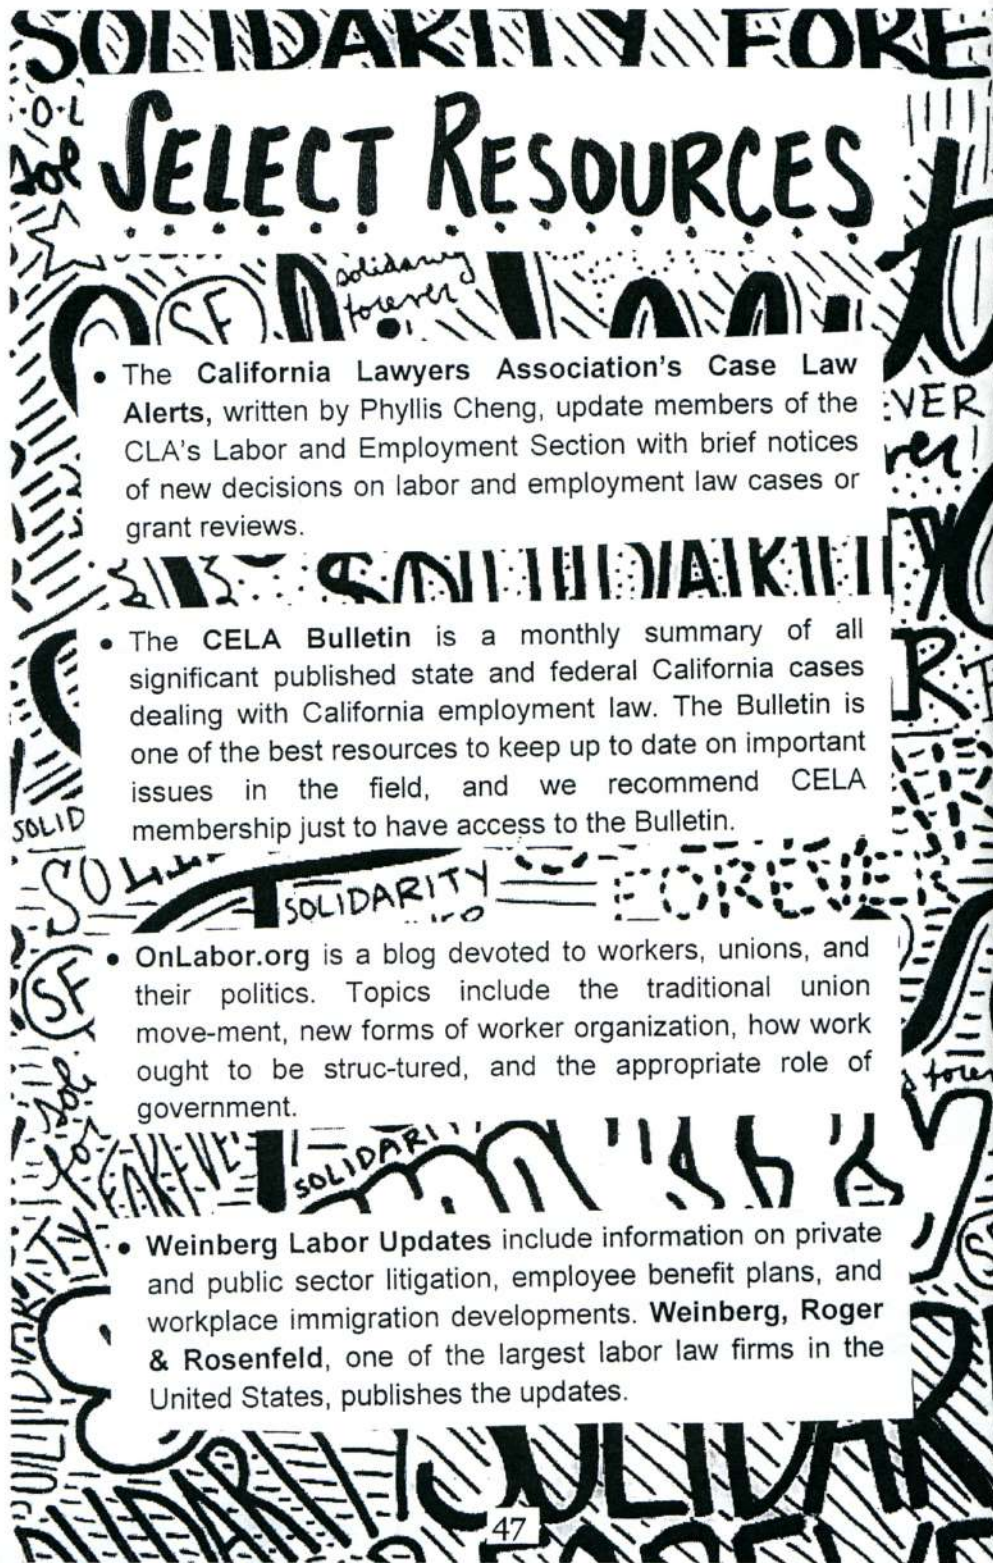 SOLIDARITY FORE
SELECT RESOURCES
solidarity
forever
SF
• The California Lawyers Association's Case Law
Alerts, written by Phyllis Cheng, update members of the
CLA's Labor and Employment Section with brief notices
of new decisions on labor and employment law cases or
grant reviews.
VER
• The CELA Bulletin is a monthly summary of all
significant published state and federal California cases
dealing with California employment law. The Bulletin is
one of the best resources to keep up to date on important
issues in the field, and we recommend CELA
membership just to have access to the Bulletin.
SOLID
SOLIDARITY
FOREVER
SF
• OnLabor.org is a blog devoted to workers, unions, and
their politics. Topics include the traditional union
move-ment, new forms of worker organization, how work
ought to be struc-tured, and the appropriate role of
government.
SOLIDARI
• Weinberg Labor Updates include information on private
and public sector litigation, employee benefit plans, and
workplace immigration developments. Weinberg, Roger
& Rosenfeld, one of the largest labor law firms in the
United States, publishes the updates.
SOLIDAR
47